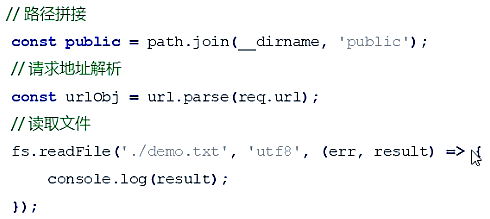 // 路径拼接
const public = path.join(__dirname, 'public');
// 请求地址解析
const urlObj = url.parse(req.url);
// 读取文件
fs.readFile('./demo.txt', 'utf8', (err, result) => {
    console.log(result);
});